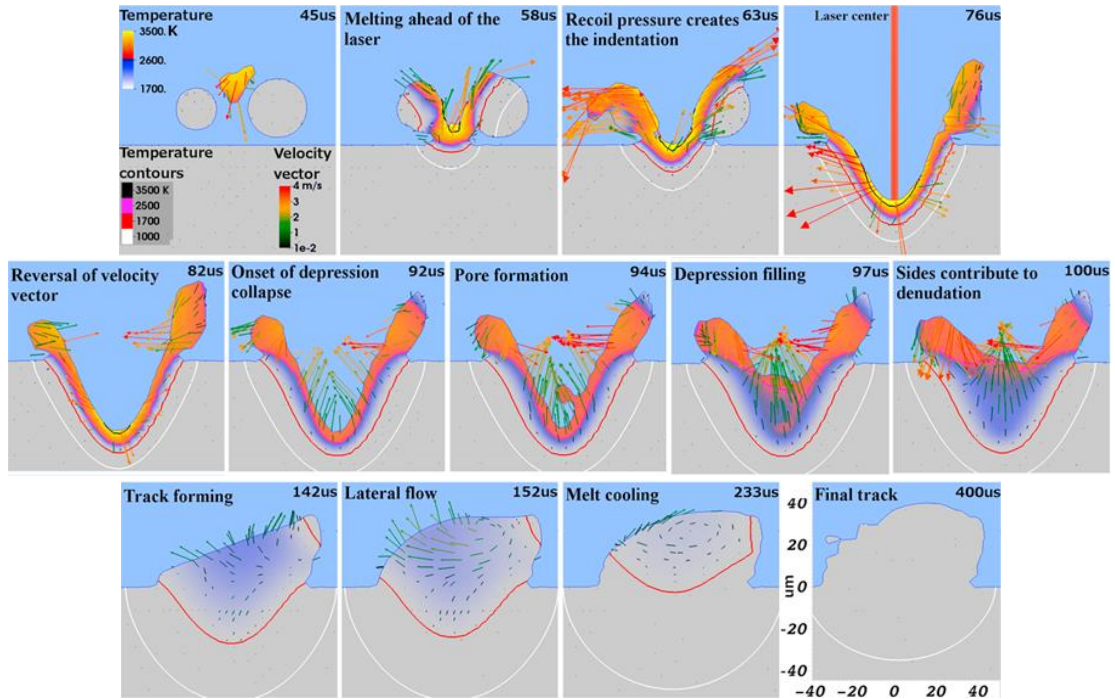 Temperature 45us
3500. K
2600.
1700.
Temperature
contours
3500 K
2500
1700
1000
Velocity
vector
4 m/s
3
2
1
1e-2
Melting ahead of the 58us
laser
Recoil pressure creates 63us
the indentation
Laser center 76us
Reversal of velocity 82us
vector
Onset of depression 92us
collapse
Pore formation 94us
Depression filling 97us
Sides contribute to 100us
denudation
Track forming 142us
Lateral flow 152us
Melt cooling 233us
Final track 400us
40
20
um
0
-20
-40
-40 -20 0 20 40